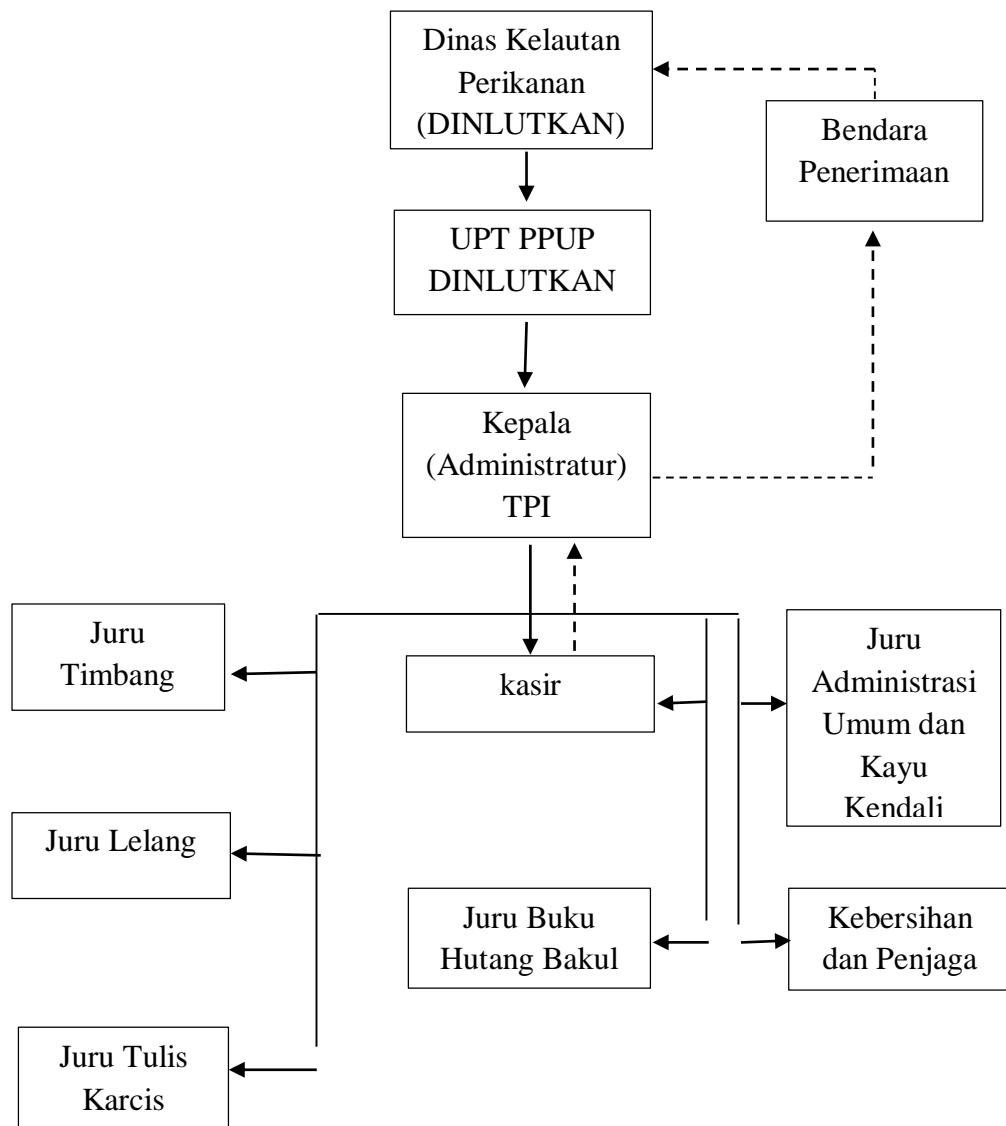 Dinas Kelautan
Perikanan
(DINLUTKAN)
Bendara
Penerimaan
UPT PPUP
DINLUTKAN
Kepala
(Administratur)
TPI
Juru
Timbang
kasir
Juru
Administrasi
Umum dan
Kayu
Kendali
Juru Lelang
Juru Buku
Hutang Bakul
Kebersihan
dan Penjaga
Juru Tulis
Karcis